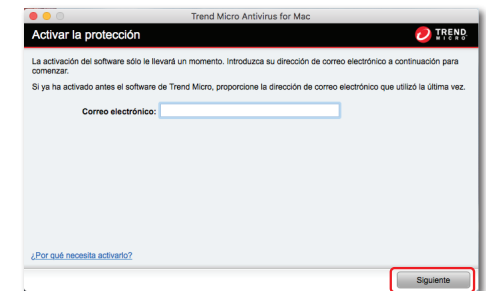 Trend Micro Antivirus for Mac
Activar la protección
TREND
MICRO
La activación del software sólo le llevará un momento. Introduzca su dirección de correo electrónico a continuación para
comenzar.
Si ya ha activado antes el software de Trend Micro, proporcione la dirección de correo electrónico que utilizó la última vez.
Correo electrónico:
¿Por qué necesita activarlo?
Siguiente